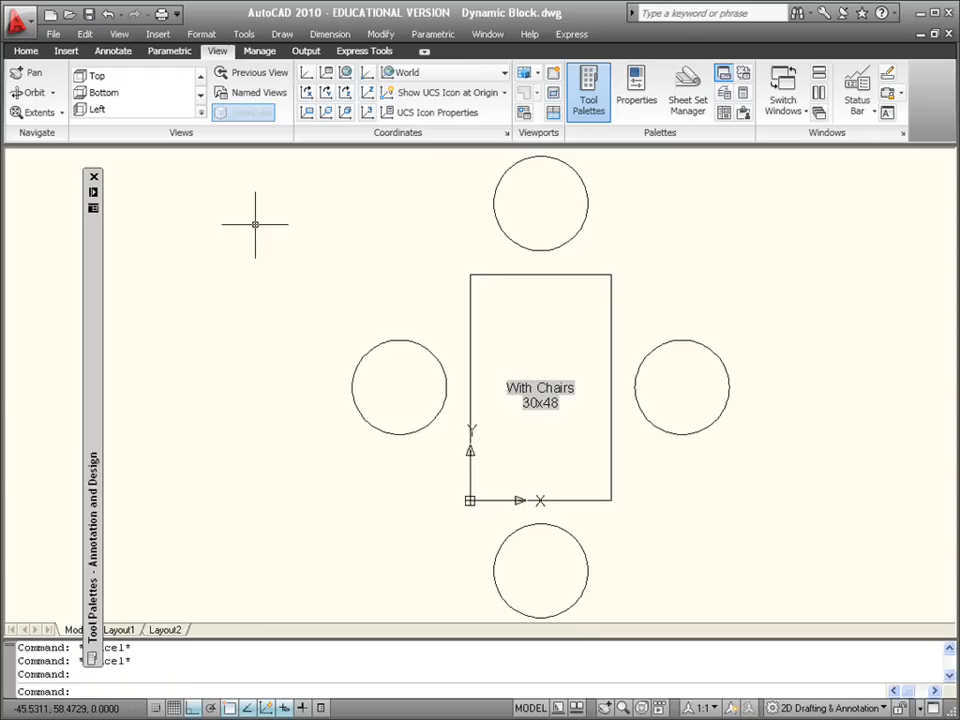 AutoCAD 2010 - EDUCATIONAL VERSION Dynamic Block.dwg
Type a keyword or phrase
File Edit View Insert Format Tools Draw Dimension Modify Parametric Window Help Express
Home Insert Annotate Parametric View Manage Output Express Tools
Pan
Orbit
Extents
Navigate
Top
Bottom
Left
Previous View
Named Views
Views
World
Show UCS Icon at Origin
UCS Icon Properties
Coordinates
Viewports
Tool Palettes
Properties
Sheet Set Manager
Palettes
Switch Windows
Status Bar
Windows
With Chairs
30x48
Y
X
Tool Palettes - Annotation and Design
Layout1 Layout2
Command:
Command:
Command:
Command:
-45.5311, 58.4729, 0.0000
MODEL
1:1
2D Drafting & Annotation